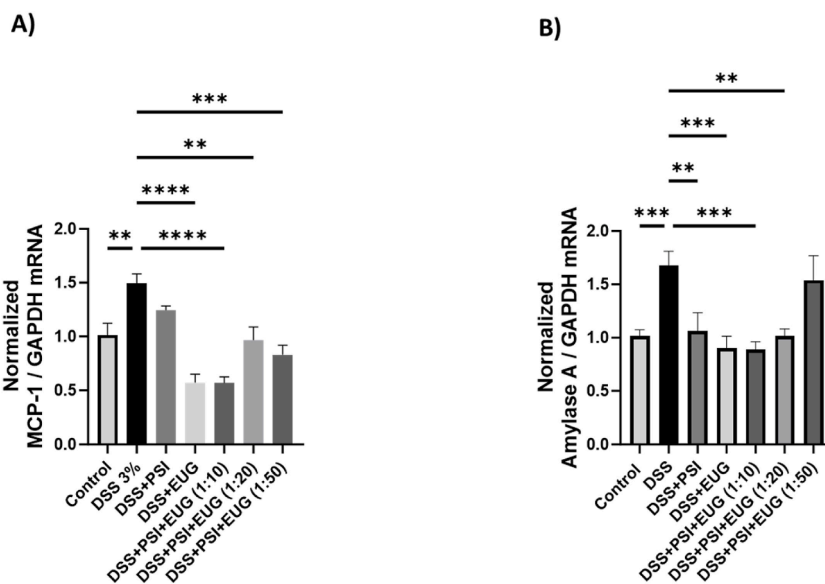 A)
***
**
****
** ****
Normalized
MCP-1 / GAPDH mRNA
2.0
1.5
1.0
0.5
0.0
Control
DSS 3%
DSS+PSI
DSS+EUG
DSS+PSI+EUG (1:10)
DSS+PSI+EUG (1:20)
DSS+PSI+EUG (1:50)
B)
**
***
**
*** ***
Normalized
Amylase A / GAPDH mRNA
2.0
1.5
1.0
0.5
0.0
Control
DSS
DSS+PSI
DSS+EUG
DSS+PSI+EUG (1:10)
DSS+PSI+EUG (1:20)
DSS+PSI+EUG (1:50)